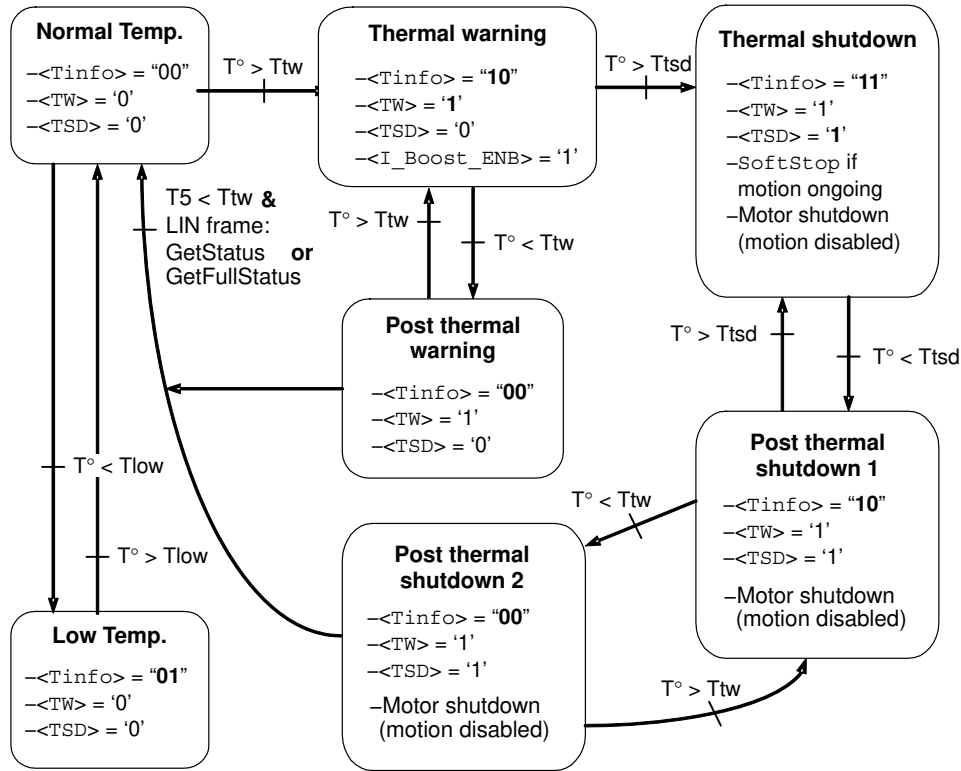 Normal Temp.
–<Tinfo> = “00”
–<TW> = ‘0’
–<TSD> = ‘0’
T° > Ttw
Thermal warning
–<Tinfo> = “10”
–<TW> = ‘1’
–<TSD> = ‘0’
–<I_Boost_ENB> = ‘1’
T° > Ttsd
Thermal shutdown
–<Tinfo> = “11”
–<TW> = ‘1’
–<TSD> = ‘1’
–SoftStop if
motion ongoing
–Motor shutdown
(motion disabled)
T5 < Ttw &
LIN frame:
GetStatus or
GetFullStatus
T° > Ttw
T° < Ttw
Post thermal
warning
–<Tinfo> = “00”
–<TW> = ‘1’
–<TSD> = ‘0’
T° > Ttsd
T° < Ttsd
Post thermal
shutdown 1
–<Tinfo> = “10”
–<TW> = ‘1’
–<TSD> = ‘1’
–Motor shutdown
(motion disabled)
T° < Tlow
T° > Tlow
T° < Ttw
Post thermal
shutdown 2
–<Tinfo> = “00”
–<TW> = ‘1’
–<TSD> = ‘1’
–Motor shutdown
(motion disabled)
T° > Ttw
Low Temp.
–<Tinfo> = “01”
–<TW> = ‘0’
–<TSD> = ‘0’